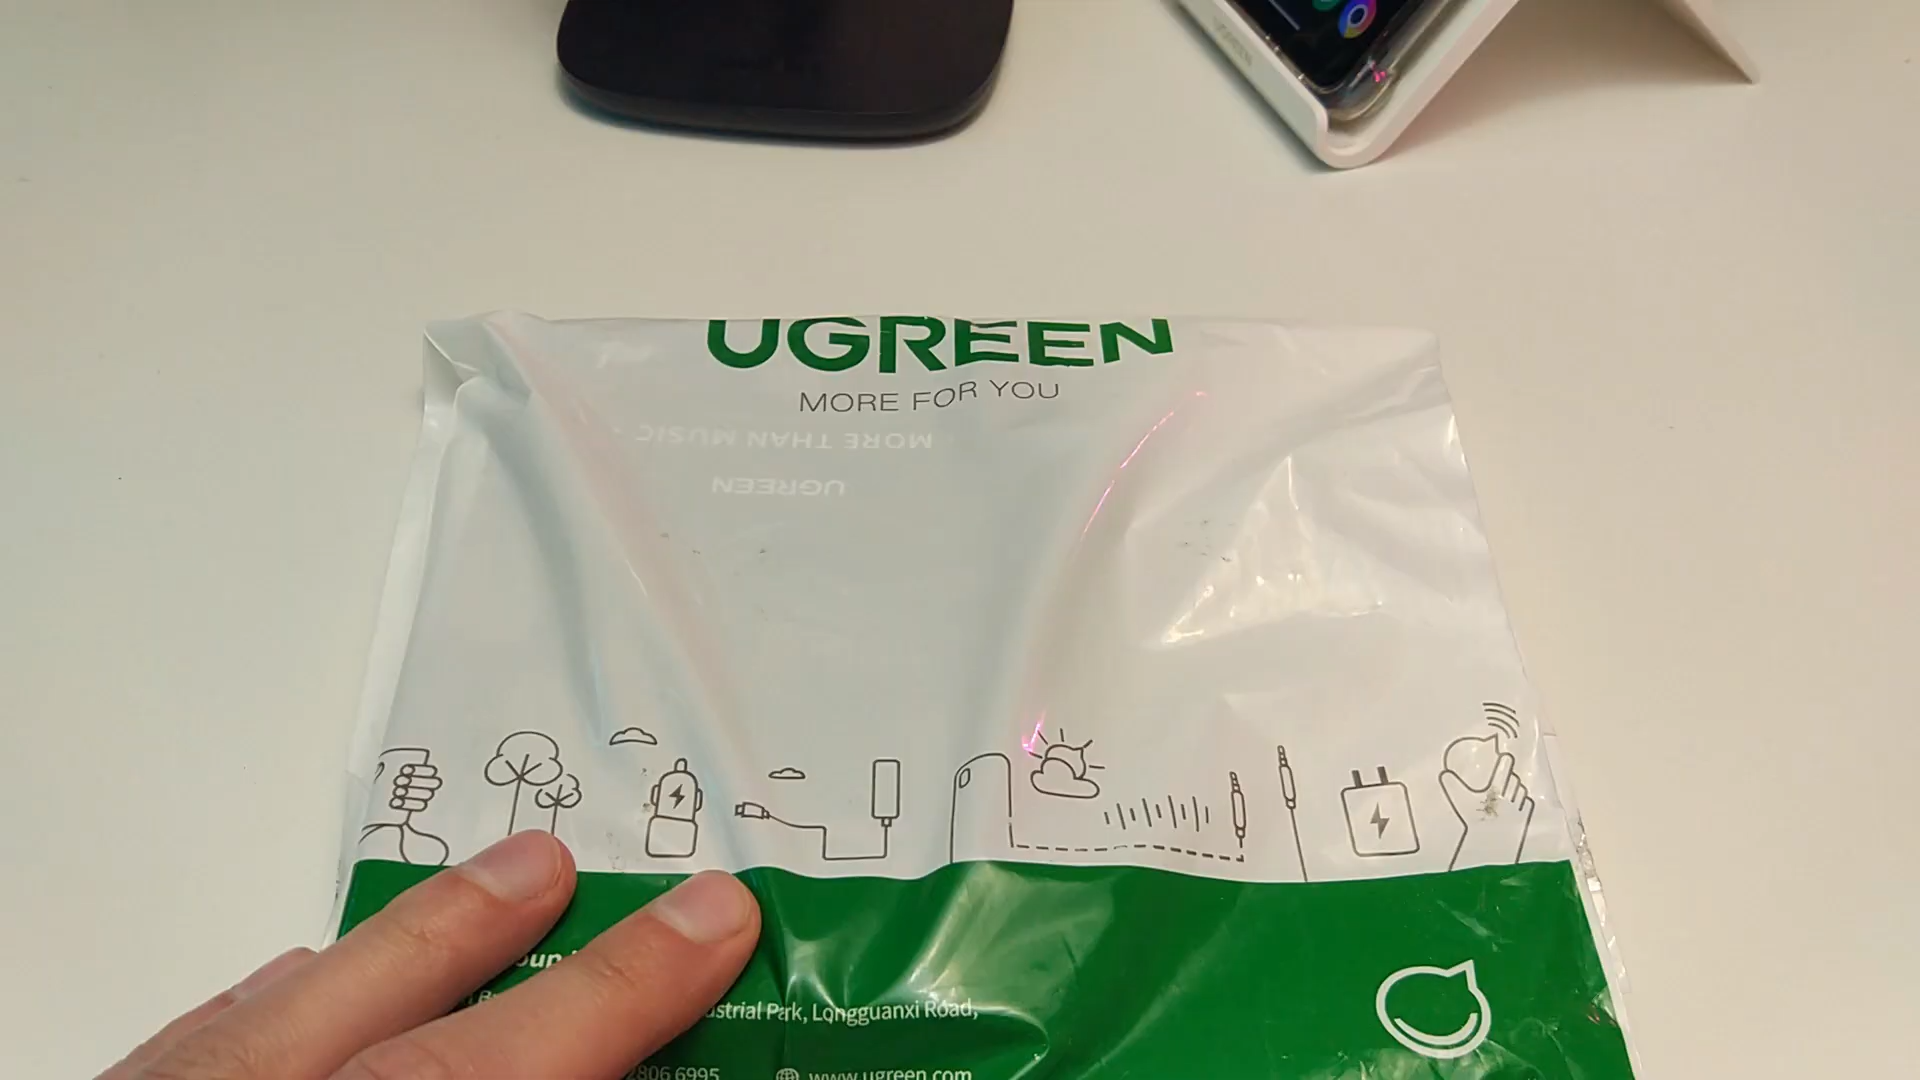 UGREEN
MORE FOR YOU
MORE THAN MUSIC
UGREEN
ustrial Park, Longguanxi Road,
2806 6995
www.ugreen.com